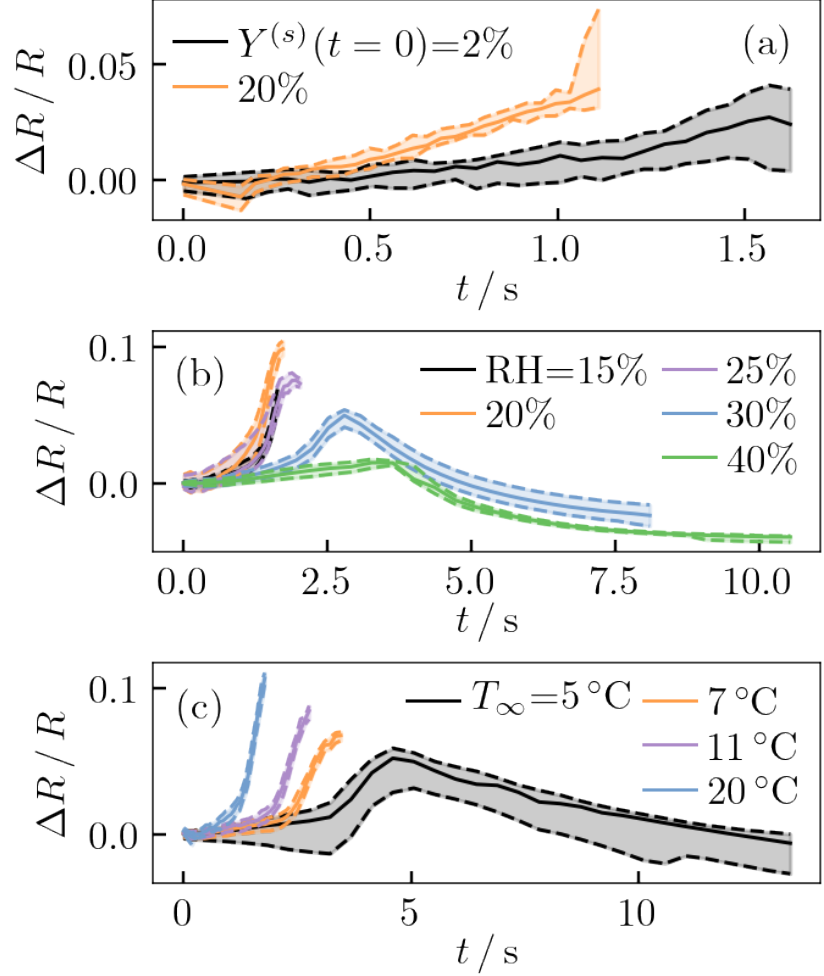 Y^(s)(t = 0)=2%
20%
(a)
0.05
0.00
ΔR / R
0.0 0.5 1.0 1.5
t / s
(b)
RH=15%
20%
25%
30%
40%
0.1
0.0
ΔR / R
0.0 2.5 5.0 7.5 10.0
t / s
(c)
T∞=5 °C
7 °C
11 °C
20 °C
0.1
0.0
ΔR / R
0 5 10
t / s